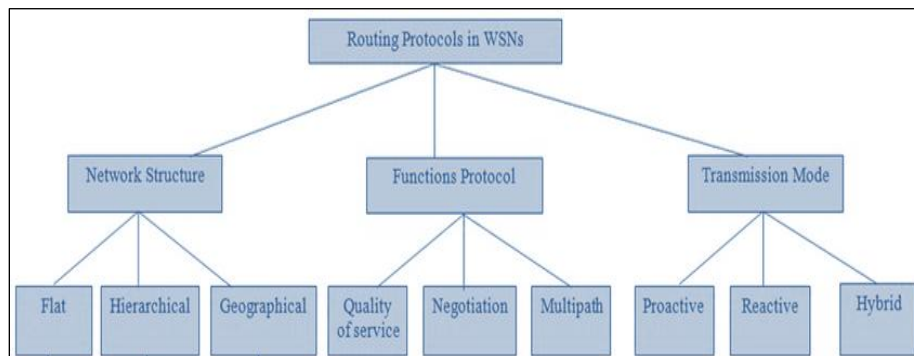 Routing Protocols in WSNs
Network Structure
Functions Protocol
Transmission Mode
Flat
Hierarchical
Geographical
Quality
of service
Negotiation
Multipath
Proactive
Reactive
Hybrid